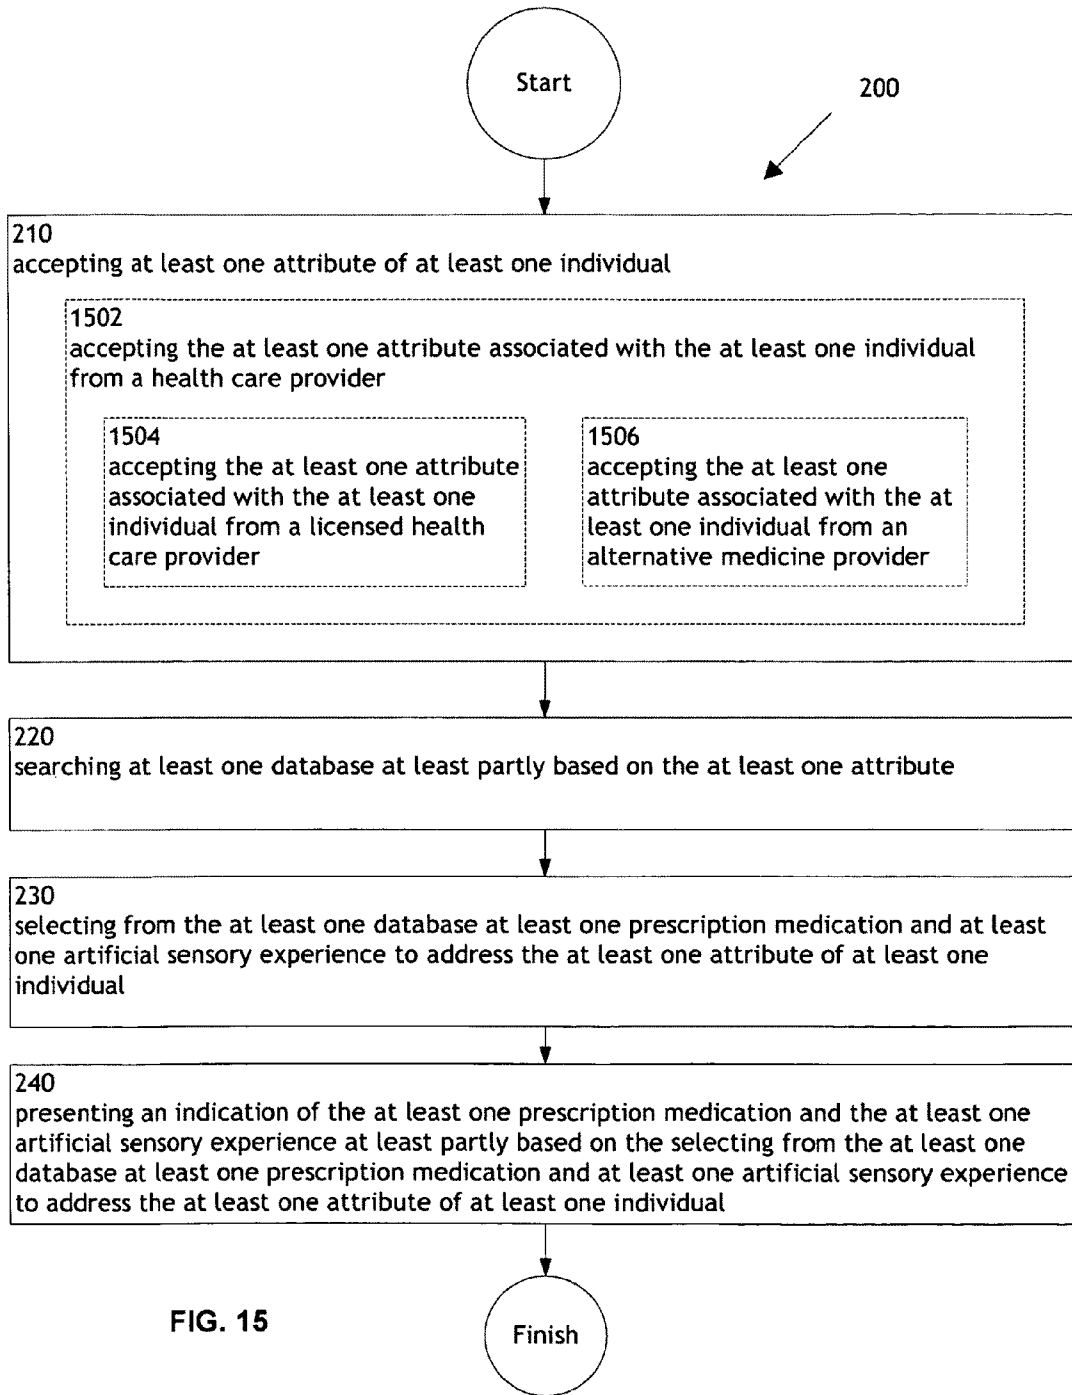 Start
200
210
accepting at least one attribute of at least one individual
1502
accepting the at least one attribute associated with the at least one individual
from a health care provider
1504
accepting the at least one attribute
associated with the at least one
individual from a licensed health
care provider
1506
accepting the at least one
attribute associated with the at
least one individual from an
alternative medicine provider
220
searching at least one database at least partly based on the at least one attribute
230
selecting from the at least one database at least one prescription medication and at least
one artificial sensory experience to address the at least one attribute of at least one
individual
240
presenting an indication of the at least one prescription medication and the at least one
artificial sensory experience at least partly based on the selecting from the at least one
database at least one prescription medication and at least one artificial sensory experience
to address the at least one attribute of at least one individual
FIG. 15
Finish